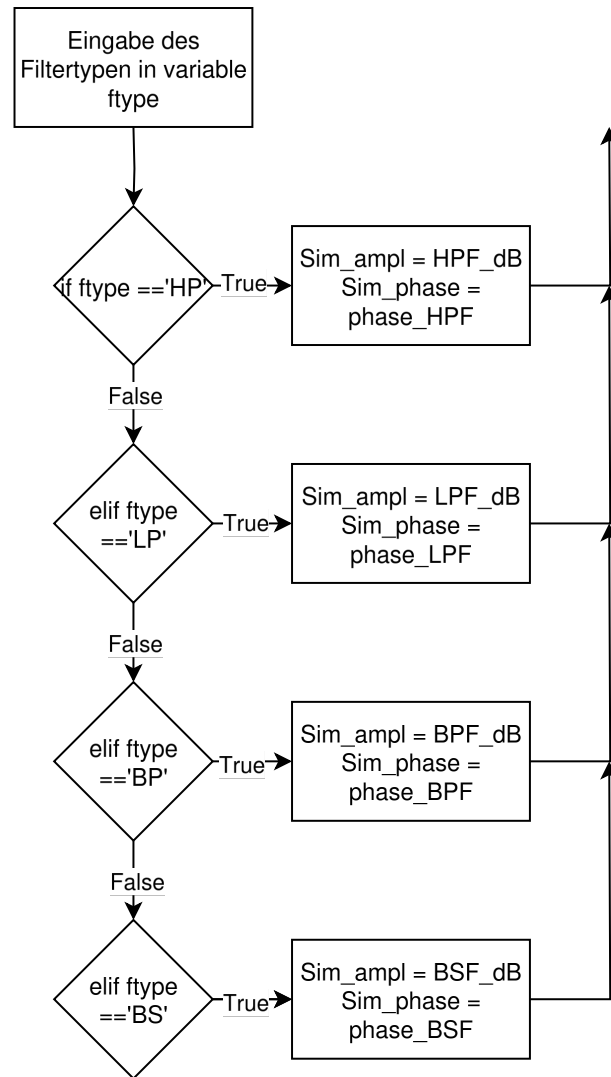 Eingabe des
Filtertypen in variable
ftype
if ftype =='HP'
True
Sim_ampl = HPF_dB
Sim_phase =
phase_HPF
False
elif ftype
=='LP'
True
Sim_ampl = LPF_dB
Sim_phase =
phase_LPF
False
elif ftype
=='BP'
True
Sim_ampl = BPF_dB
Sim_phase =
phase_BPF
False
elif ftype
=='BS'
True
Sim_ampl = BSF_dB
Sim_phase =
phase_BSF